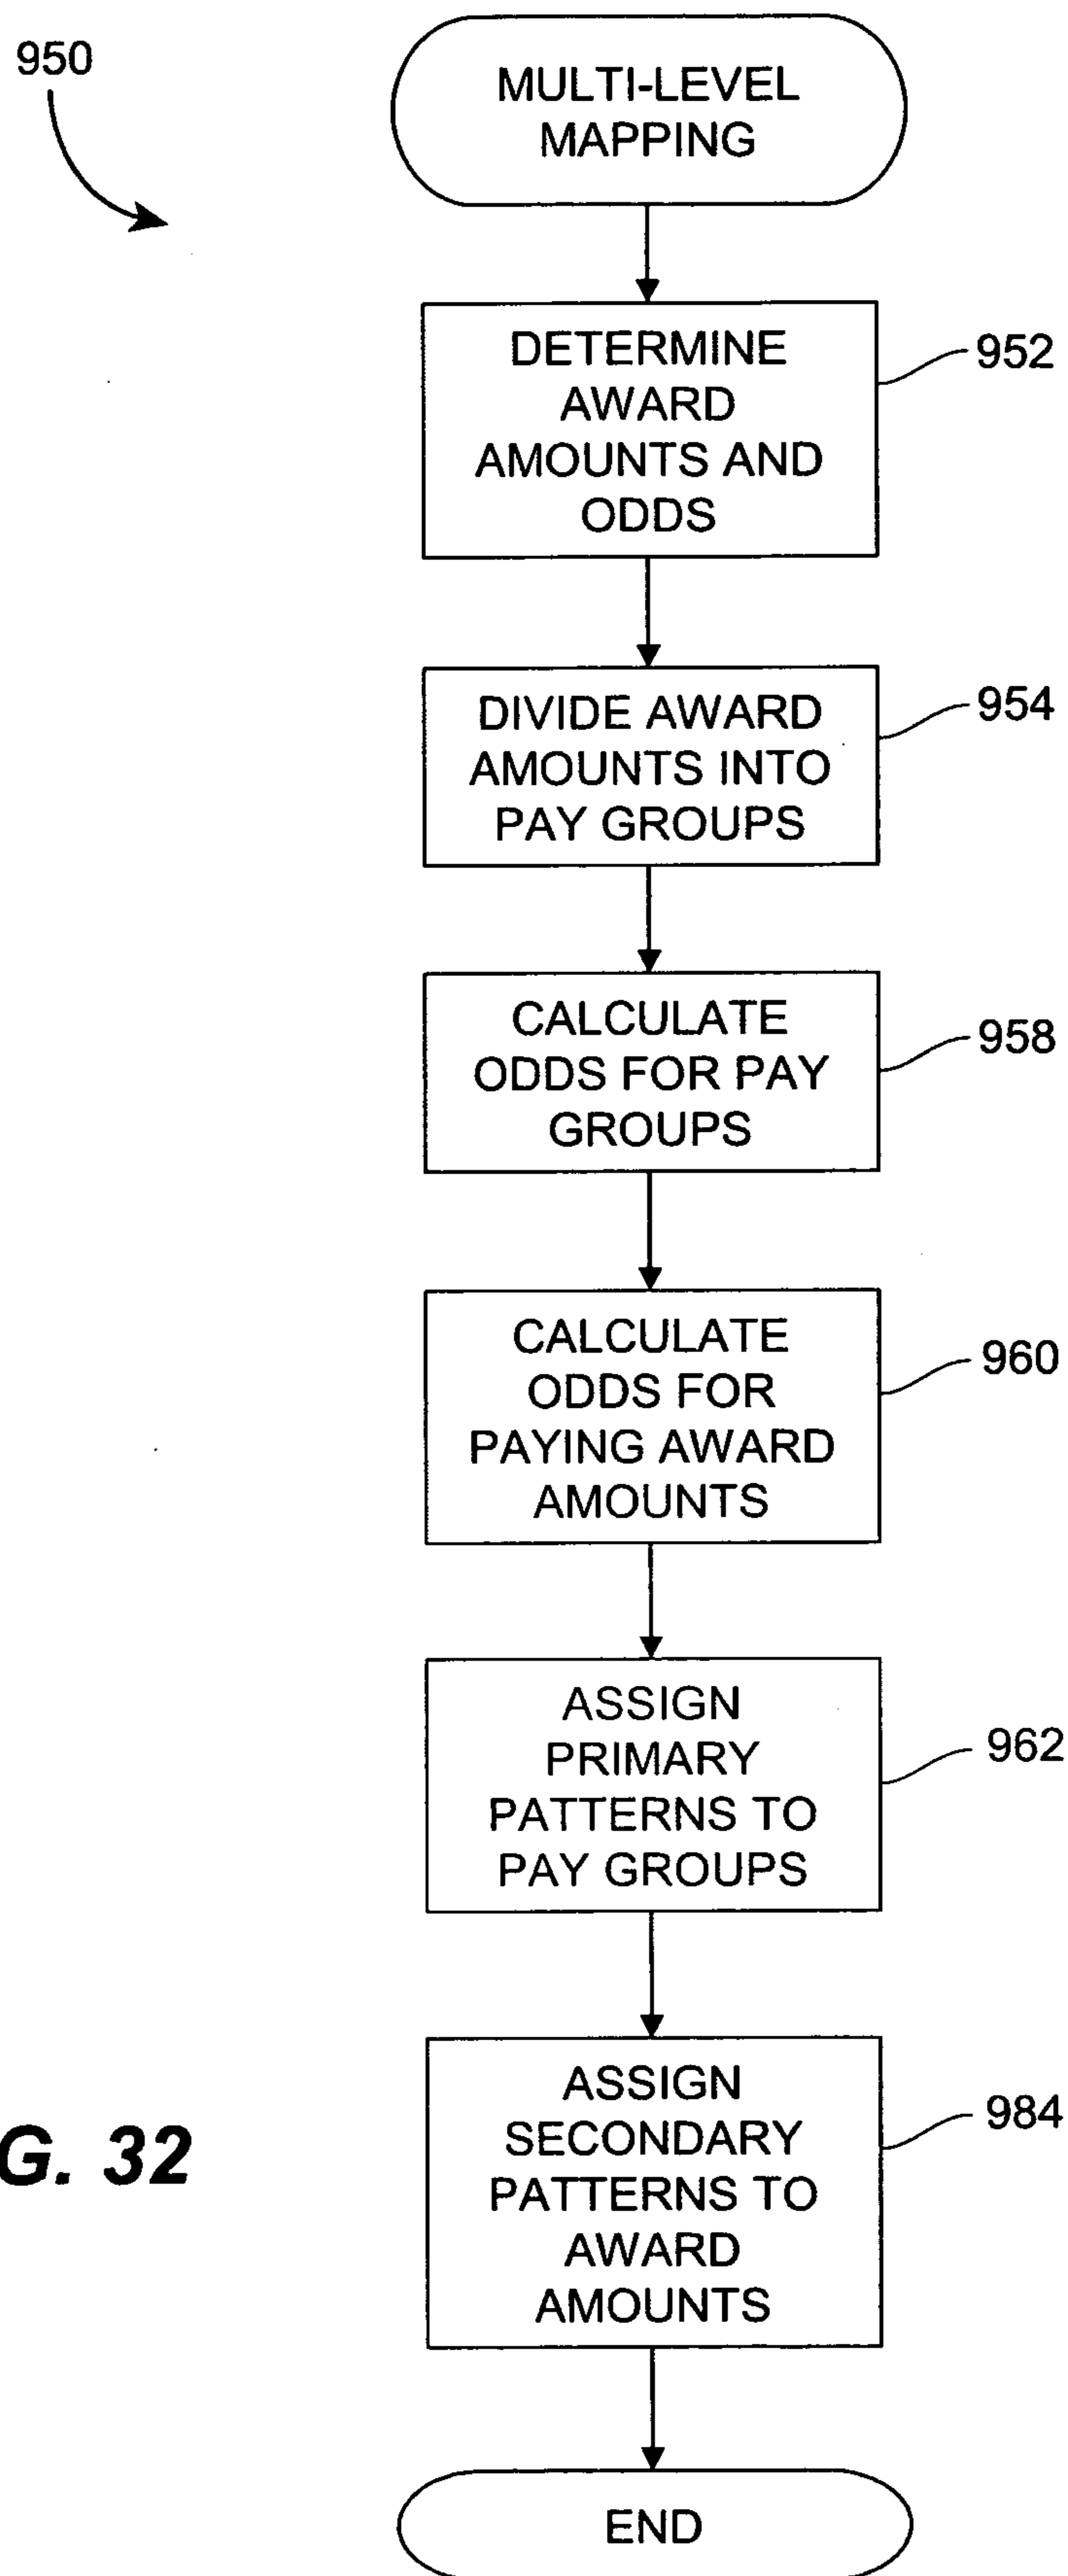 950
MULTI-LEVEL
MAPPING
DETERMINE
AWARD
AMOUNTS AND
ODDS
952
DIVIDE AWARD
AMOUNTS INTO
PAY GROUPS
954
CALCULATE
ODDS FOR PAY
GROUPS
958
CALCULATE
ODDS FOR
PAYING AWARD
AMOUNTS
960
ASSIGN
PRIMARY
PATTERNS TO
PAY GROUPS
962
ASSIGN
SECONDARY
PATTERNS TO
AWARD
AMOUNTS
984
G. 32
END